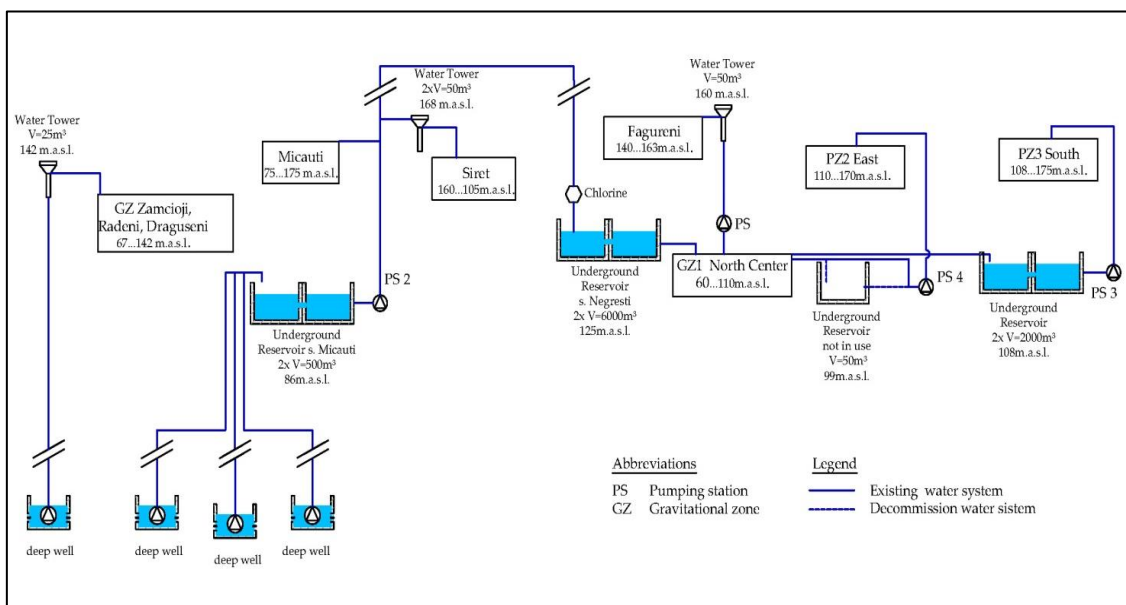 Water Tower
V=25m³
142 m.a.s.l.
GZ Zamcioji,
Radeni, Draguseni
67...142 m.a.s.l.
Micauti
75...175 m.a.s.l.
Water Tower
2xV=50m³
168 m.a.s.l.
Siret
160...105m.a.s.l.
PS 2
Underground
Reservoir s. Micauti
2x V=500m³
86m.a.s.l.
Chlorine
Underground
Reservoir
s. Negresti
2x V=6000m³
125m.a.s.l.
Water Tower
V=50m³
160 m.a.s.l.
Fagureni
140...163m.a.s.l.
PS
GZ1 North Center
60...110m.a.s.l.
PZ2 East
110...170m.a.s.l.
PS 4
Underground
Reservoir
not in use
V=50m³
99m.a.s.l.
PZ3 South
108...175m.a.s.l.
PS 3
Underground
Reservoir
2x V=2000m³
108m.a.s.l.
deep well
deep well
deep well
deep well
Abbreviations
PS Pumping station
GZ Gravitational zone
Legend
Existing water system
Decommission water sistem